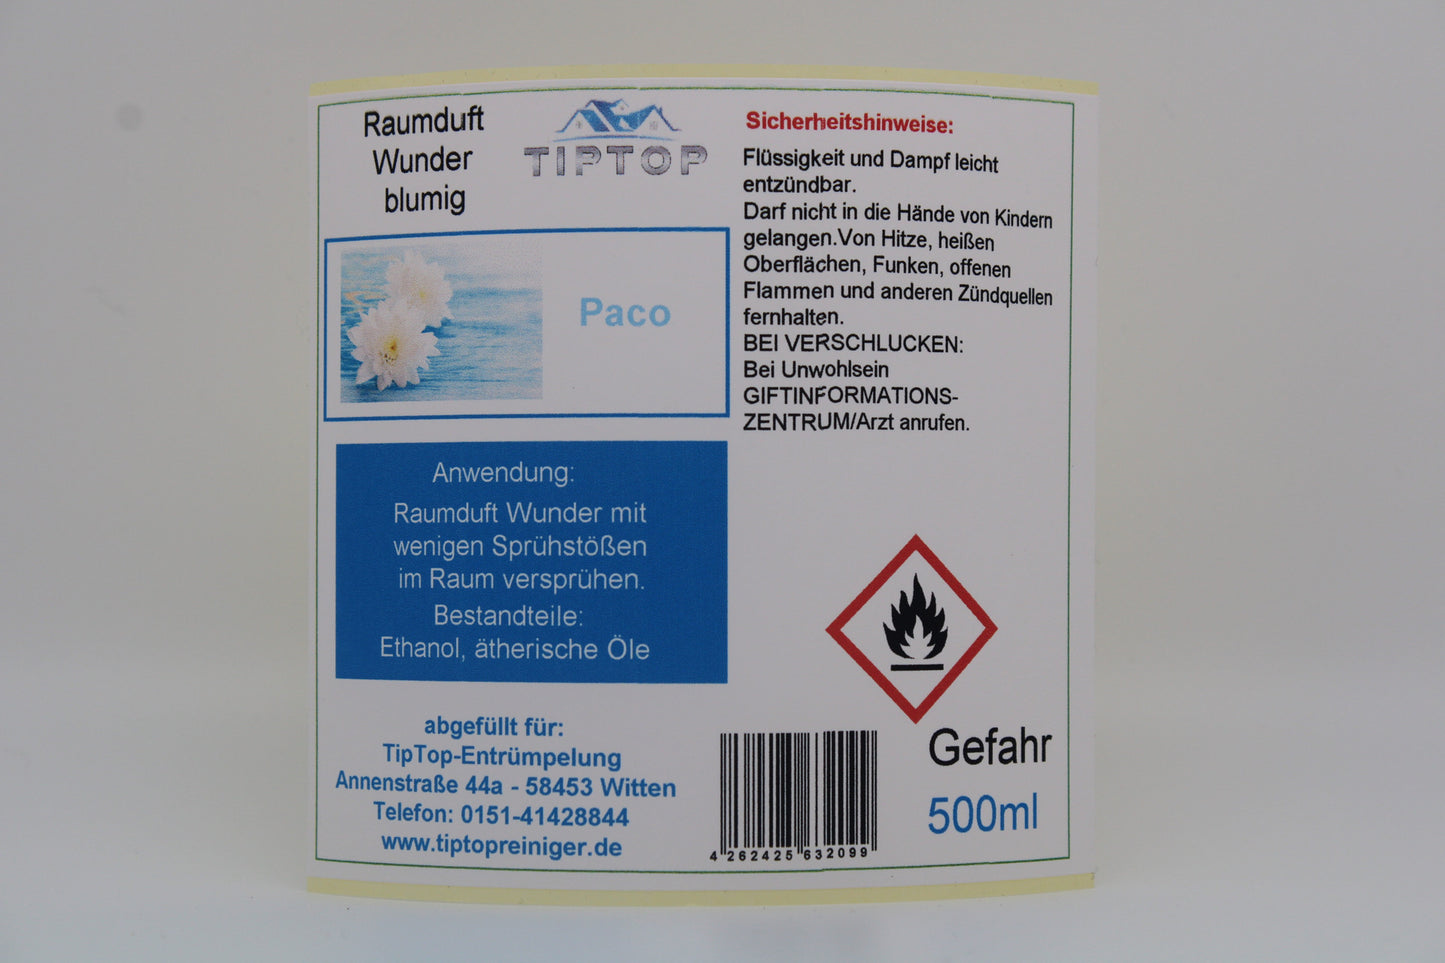 Raumduft
Wunder
blumig
TIPTOP
Paco
Anwendung:
Raumduft Wunder mit
wenigen Sprühstößen
im Raum versprühen.
Bestandteile:
Ethanol, ätherische Öle
abgefüllt für:
TipTop-Entrümpelung
Annenstraße 44a - 58453 Witten
Telefon: 0151-41428844
www.tiptopreiniger.de
Sicherheitshinweise:
Flüssigkeit und Dampf leicht
entzündbar.
Darf nicht in die Hände von Kindern
gelangen.Von Hitze, heißen
Oberflächen, Funken, offenen
Flammen und anderen Zündquellen
fernhalten.
BEI VERSCHLUCKEN:
Bei Unwohlsein
GIFTINFORMATIONS-
ZENTRUM/Arzt anrufen.
Gefahr
500ml
4 262425 632099